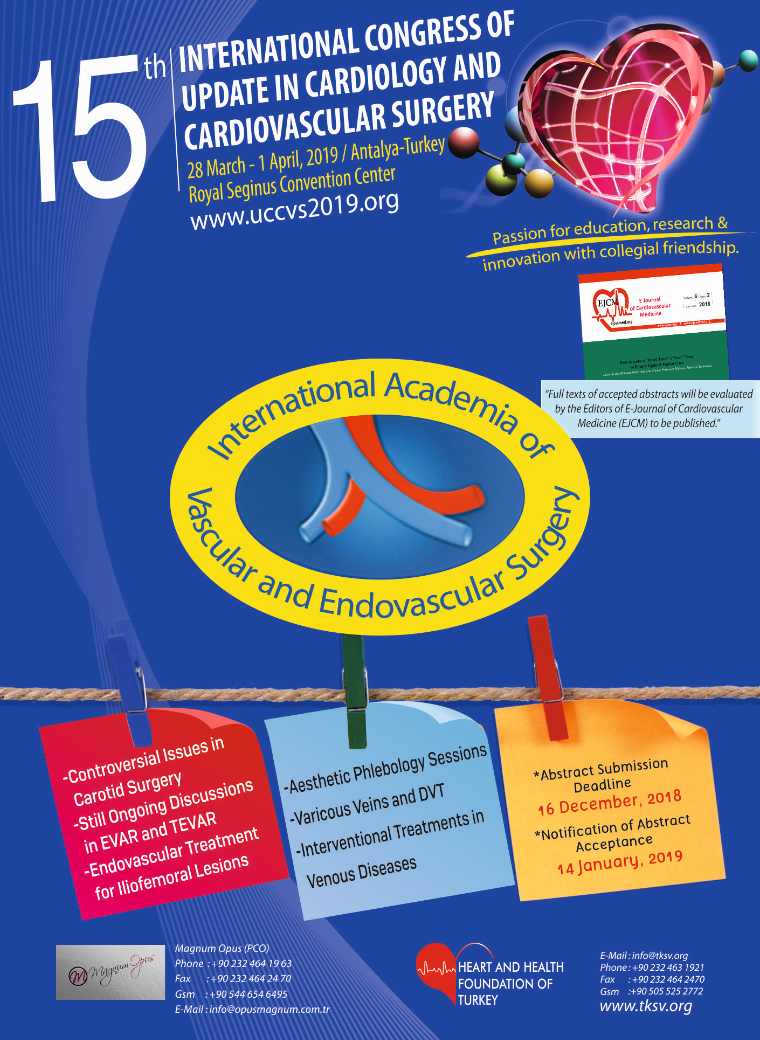 15th
INTERNATIONAL CONGRESS OF
UPDATE IN CARDIOLOGY AND
CARDIOVASCULAR SURGERY
28 March - 1 April, 2019 / Antalya-Turkey
Royal Seginus Convention Center
www.uccvs2019.org
Passion for education, research &
innovation with collegial friendship.
EJCM
E-Journal
of Cardiovascular
Medicine
2018
"Full texts of accepted abstracts will be evaluated
by the Editors of E-Journal of Cardiovascular
Medicine (EJCM) to be published."
International Academia of
Vascular and Endovascular Surgery
-Controversial Issues in
Carotid Surgery
-Still Ongoing Discussions
in EVAR and TEVAR
-Endovascular Treatment
for Iliofemoral Lesions
-Aesthetic Phlebology Sessions
-Varicous Veins and DVT
-Interventional Treatments in
Venous Diseases
*Abstract Submission
Deadline
16 December, 2018
*Notification of Abstract
Acceptance
14 January, 2019
M Magnum Opus
Magnum Opus (PCO)
Phone : +90 232 464 19 63
Fax : +90 232 464 24 70
Gsm : +90 544 654 6495
E-Mail : info@opusmagnum.com.tr
HEART AND HEALTH
FOUNDATION OF
TURKEY
E-Mail : info@tksv.org
Phone : +90 232 463 1921
Fax : +90 232 464 2470
Gsm : +90 505 525 2772
www.tksv.org